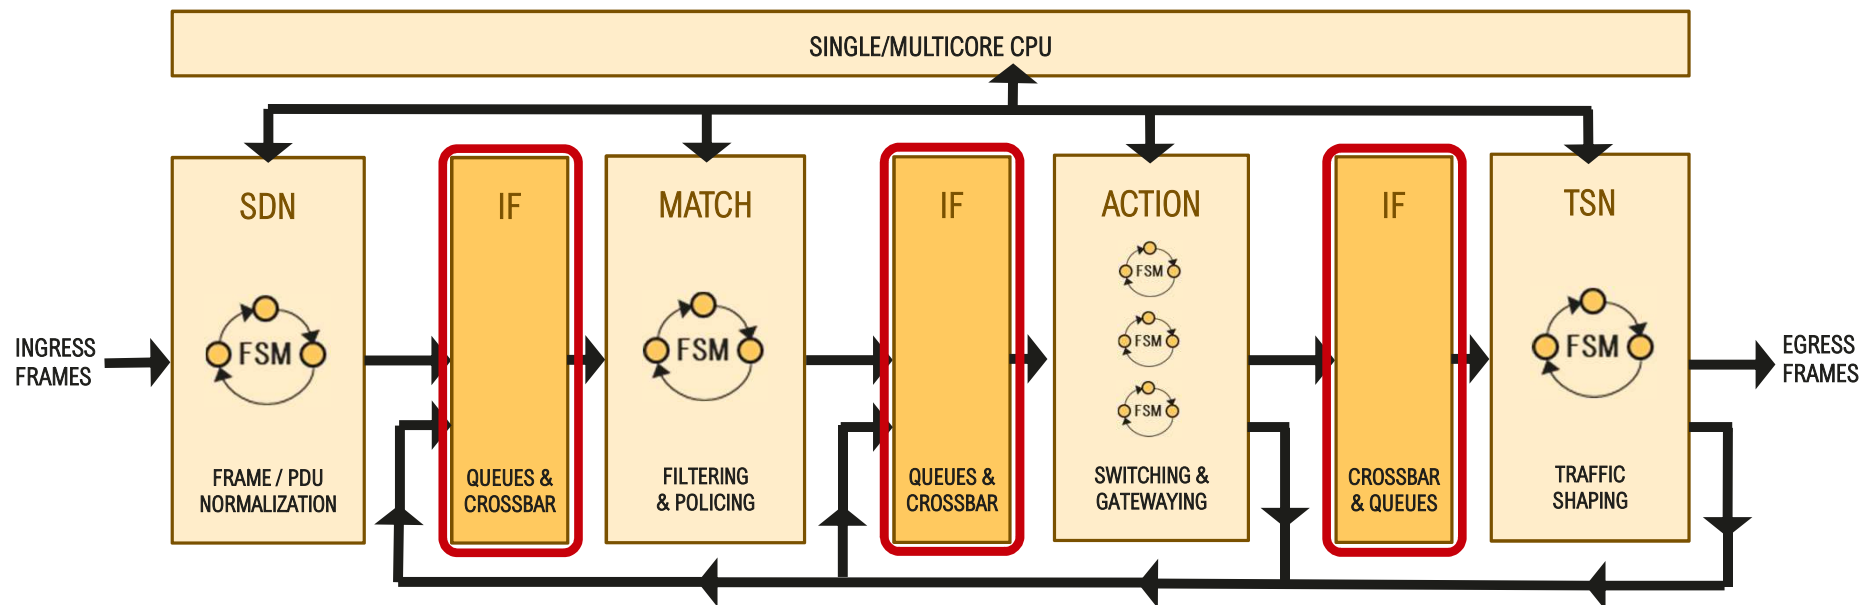 SINGLE/MULTICORE CPU
SDN
IF
MATCH
IF
ACTION
IF
TSN
FSM
FSM
FSM
FSM
FSM
FSM
INGRESS
FRAMES
EGRESS
FRAMES
FRAME / PDU
NORMALIZATION
QUEUES &
CROSSBAR
FILTERING
& POLICING
QUEUES &
CROSSBAR
SWITCHING &
GATEWAYING
CROSSBAR
& QUEUES
TRAFFIC
SHAPING